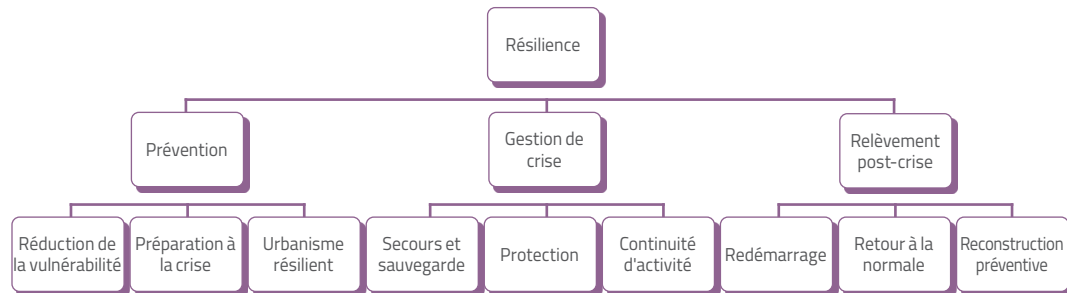 Résilience
Prévention
Gestion de
crise
Relèvement
post-crise
Réduction de
la vulnérabilité
Préparation à
la crise
Urbanisme
résilient
Secours et
sauvegarde
Protection
Continuité
d'activité
Redémarrage
Retour à la
normale
Reconstruction
préventive